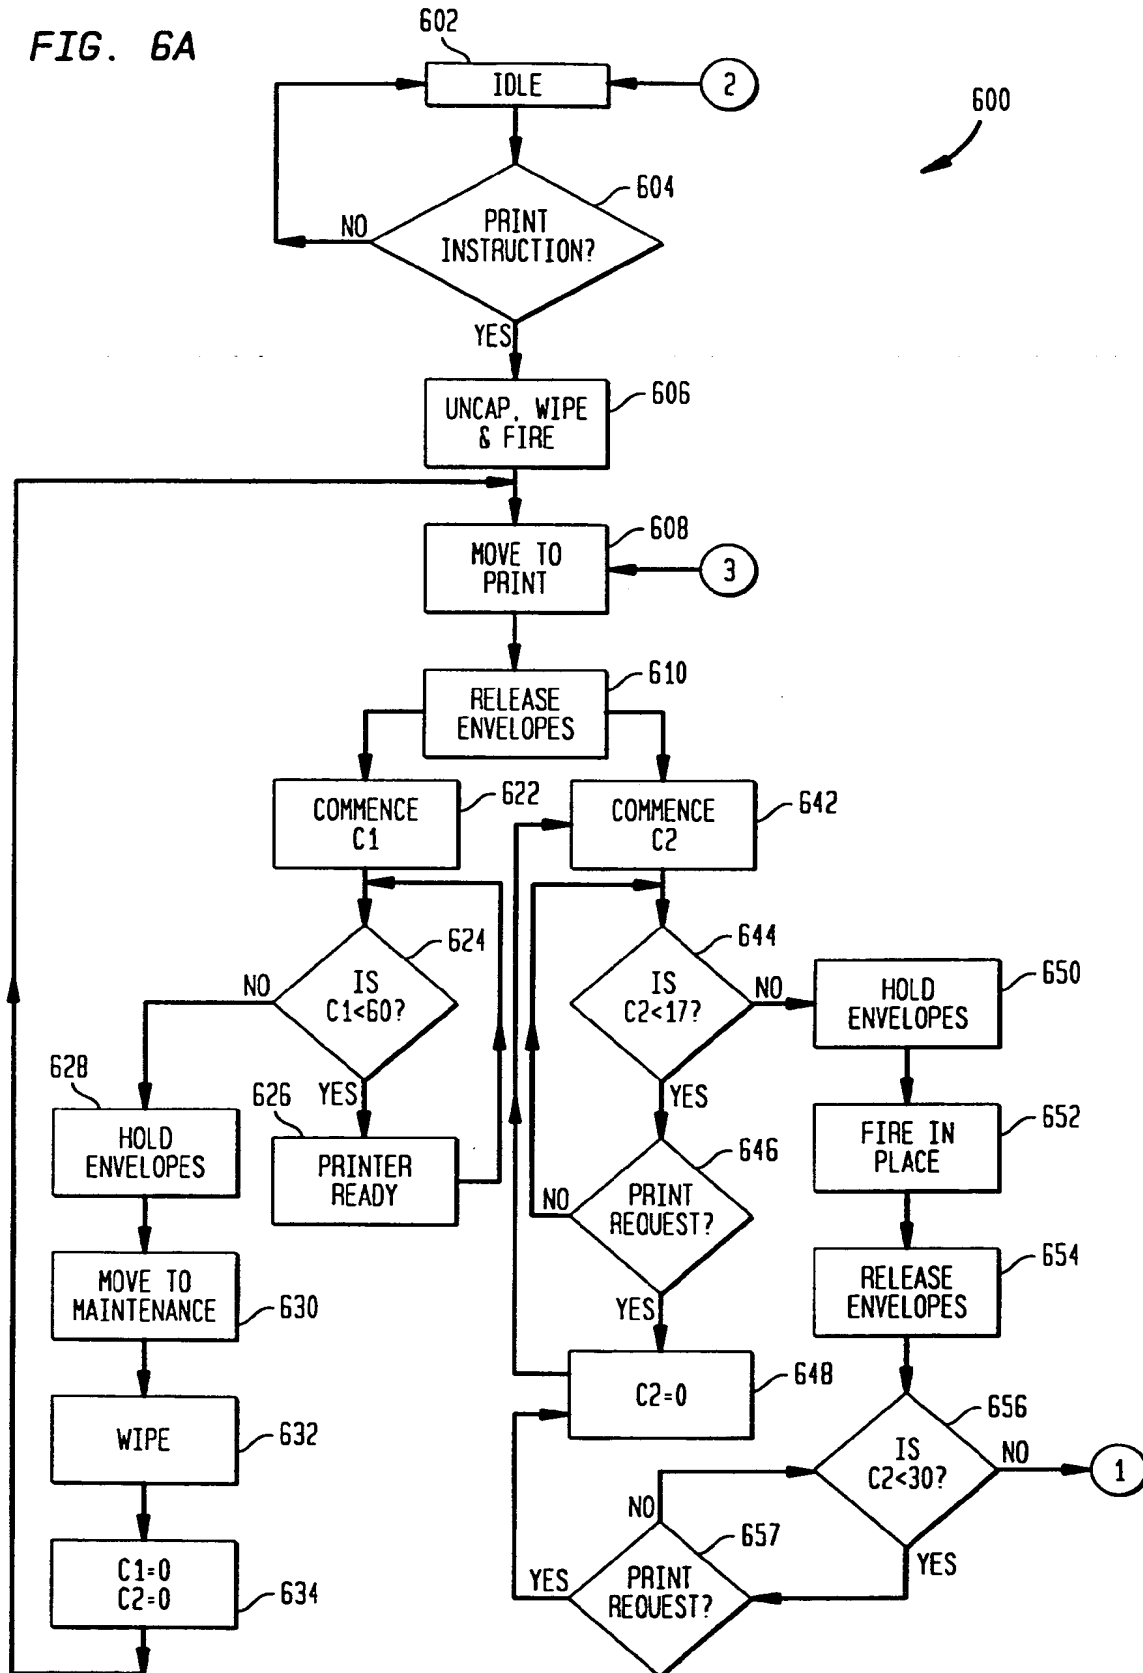 FIG. 6A
602
IDLE
2
600
604
PRINT
INSTRUCTION?
NO
YES
606
UNCAP, WIPE
& FIRE
608
MOVE TO
PRINT
3
610
RELEASE
ENVELOPES
622
COMMENCE
C1
642
COMMENCE
C2
624
IS
C1<60?
NO
YES
626
PRINTER
READY
628
HOLD
ENVELOPES
MOVE TO
MAINTENANCE
630
WIPE
632
C1=0
C2=0
634
644
IS
C2<17?
NO
YES
646
PRINT
REQUEST?
NO
YES
C2=0
648
650
HOLD
ENVELOPES
652
FIRE IN
PLACE
654
RELEASE
ENVELOPES
656
IS
C2<30?
NO
1
YES
657
PRINT
REQUEST?
NO
YES